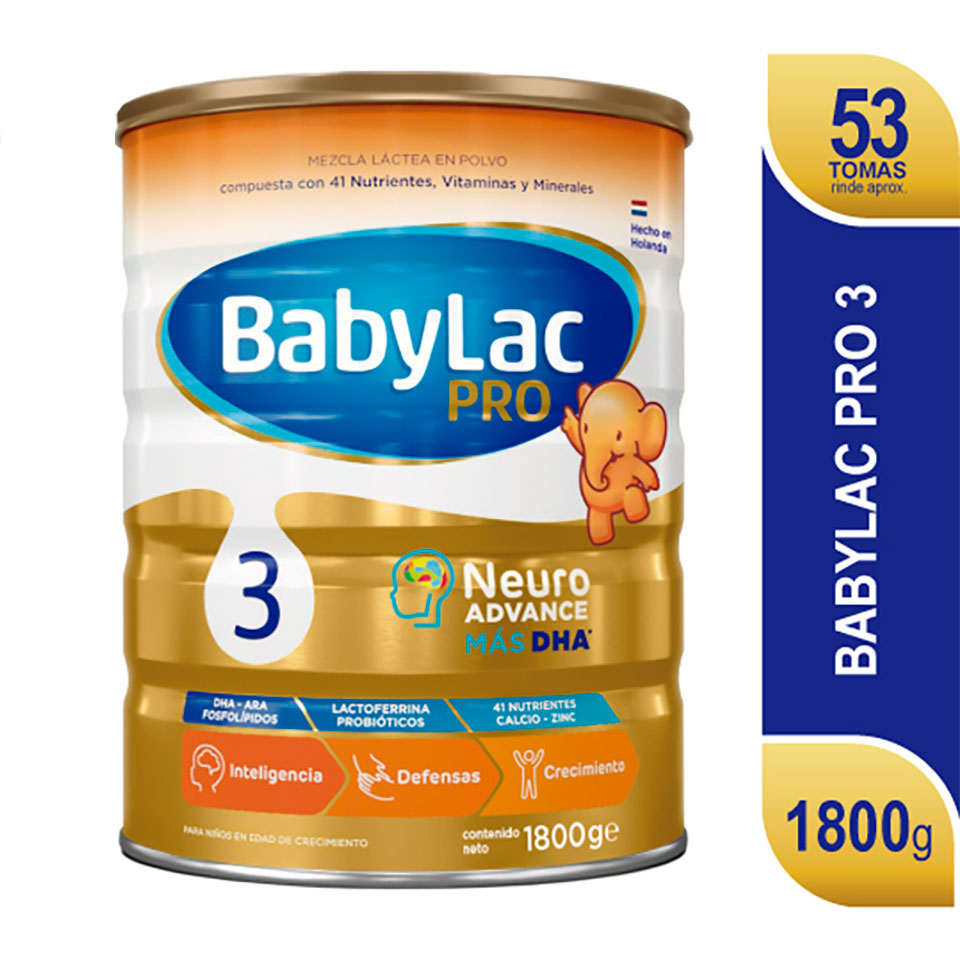 MEZCLA LÁCTEA EN POLVO
compuesta con 41 Nutrientes, Vitaminas y Minerales
Hecho en
Holanda
BabyLac
PRO
3
Neuro
ADVANCE
MÁS DHA*
DHA - ARA
FOSFOLÍPIDOS
LACTOFERRINA
PROBIÓTICOS
41 NUTRIENTES
CALCIO - ZINC
Inteligencia
Defensas
Crecimiento
PARA NIÑOS EN EDAD DE CRECIMIENTO
contenido
neto
1800g℮
53
TOMAS
rinde aprox.
BABYLAC PRO 3
1800g